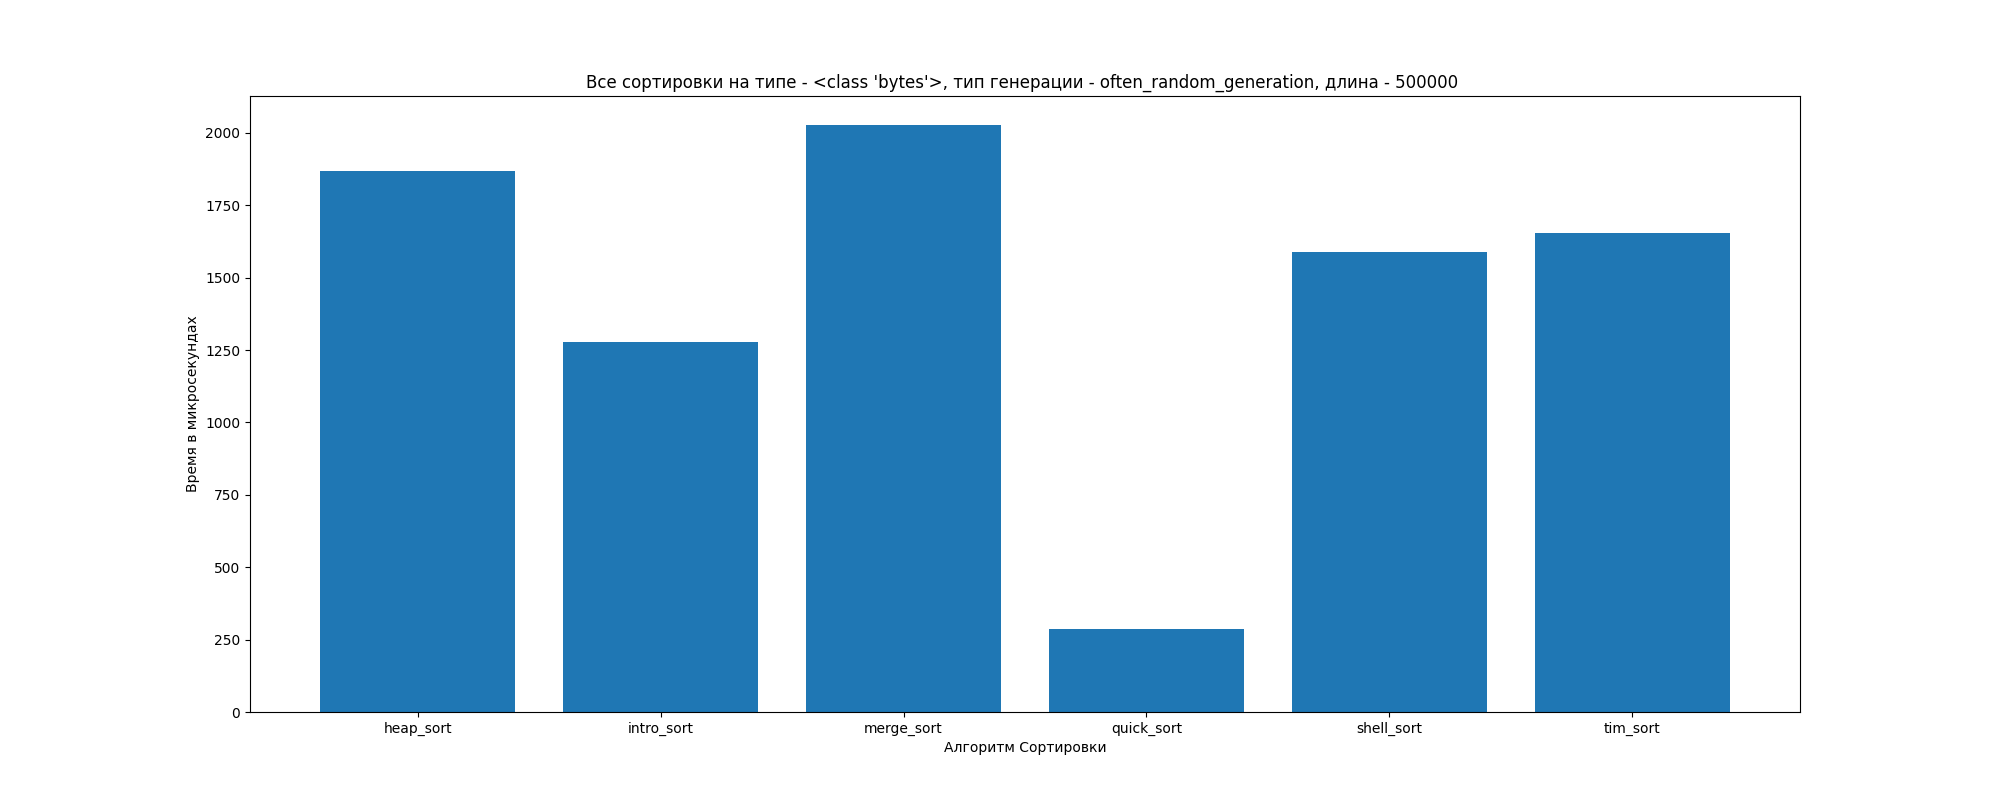 Все сортировки на типе - <class 'bytes'>, тип генерации - often_random_generation, длина - 500000
Время в микросекундах
2000
1750
1500
1250
1000
750
500
250
0
heap_sort intro_sort merge_sort quick_sort shell_sort tim_sort
Алгоритм Сортировки